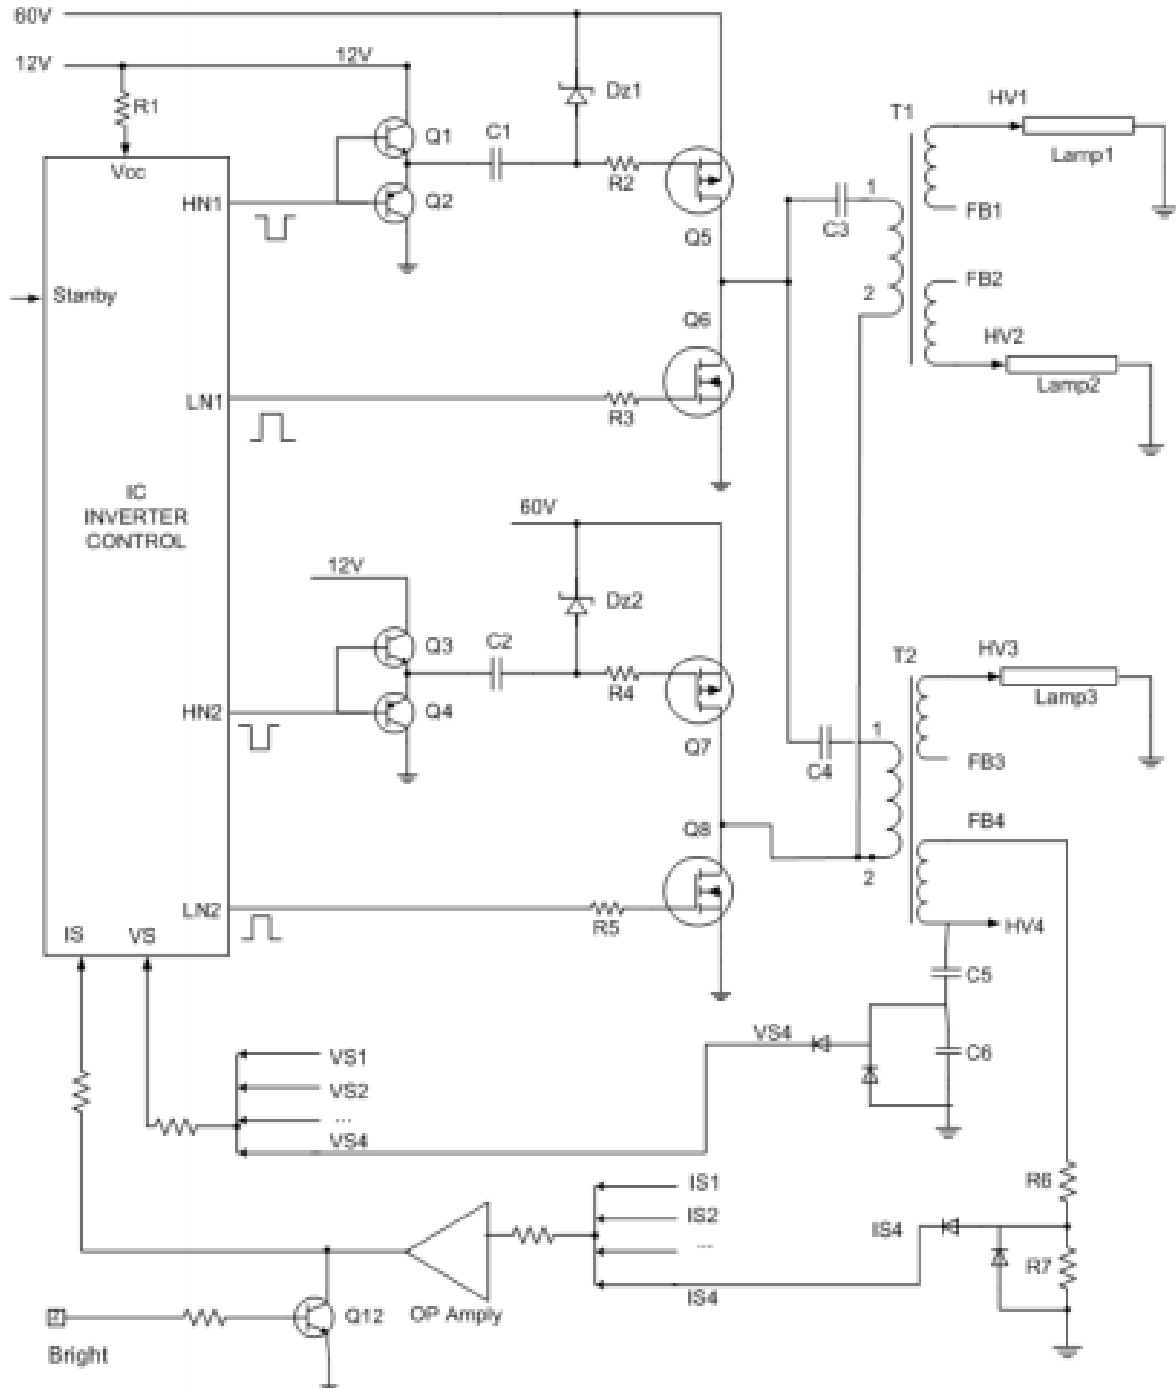 60V
12V
12V
R1
Vcc
Q1
Q2
C1
Dz1
R2
Q5
HN1
Stanby
Q6
LN1
R3
IC
INVERTER
CONTROL
1
C3
2
T1
HV1
Lamp1
FB1
FB2
HV2
Lamp2
60V
12V
Q3
Q4
C2
Dz2
R4
Q7
HN2
Q8
LN2
R5
1
C4
2
T2
HV3
Lamp3
FB3
FB4
HV4
IS
VS
C5
C6
VS4
VS1
VS2
...
VS4
IS1
IS2
...
IS4
IS4
R6
R7
OP Amply
Q12
Bright